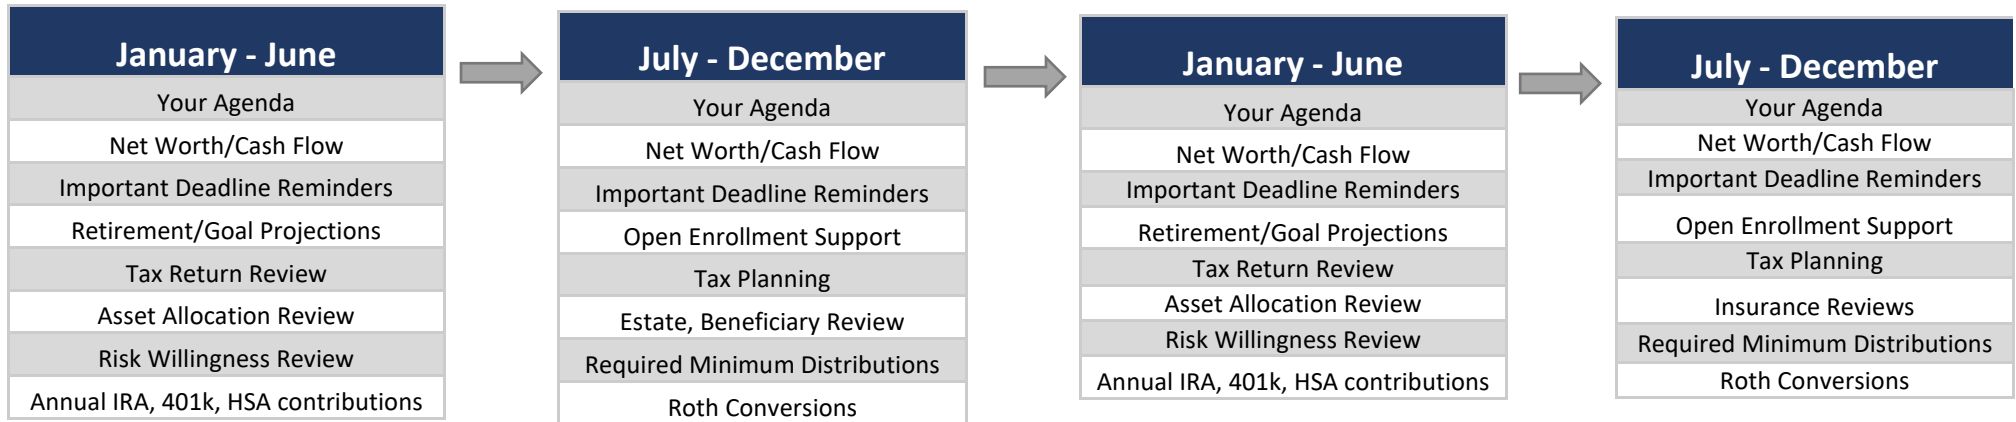 January - June
Your Agenda
Net Worth/Cash Flow
Important Deadline Reminders
Retirement/Goal Projections
Tax Return Review
Asset Allocation Review
Risk Willingness Review
Annual IRA, 401k, HSA contributions
July - December
Your Agenda
Net Worth/Cash Flow
Important Deadline Reminders
Open Enrollment Support
Tax Planning
Estate, Beneficiary Review
Required Minimum Distributions
Roth Conversions
January - June
Your Agenda
Net Worth/Cash Flow
Important Deadline Reminders
Retirement/Goal Projections
Tax Return Review
Asset Allocation Review
Risk Willingness Review
Annual IRA, 401k, HSA contributions
July - December
Your Agenda
Net Worth/Cash Flow
Important Deadline Reminders
Open Enrollment Support
Tax Planning
Insurance Reviews
Required Minimum Distributions
Roth Conversions